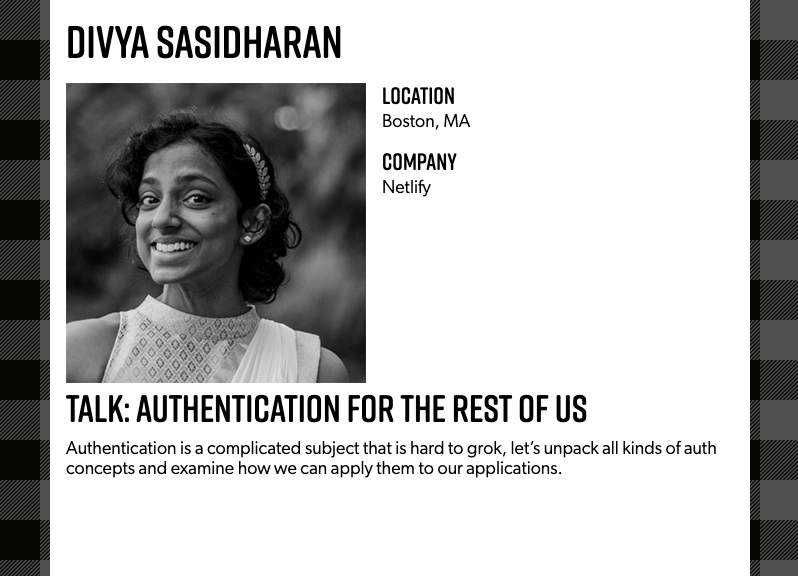 DIVYA SASIDHARAN
LOCATION
Boston, MA
COMPANY
Netlify
TALK: AUTHENTICATION FOR THE REST OF US
Authentication is a complicated subject that is hard to grok, let’s unpack all kinds of auth
concepts and examine how we can apply them to our applications.